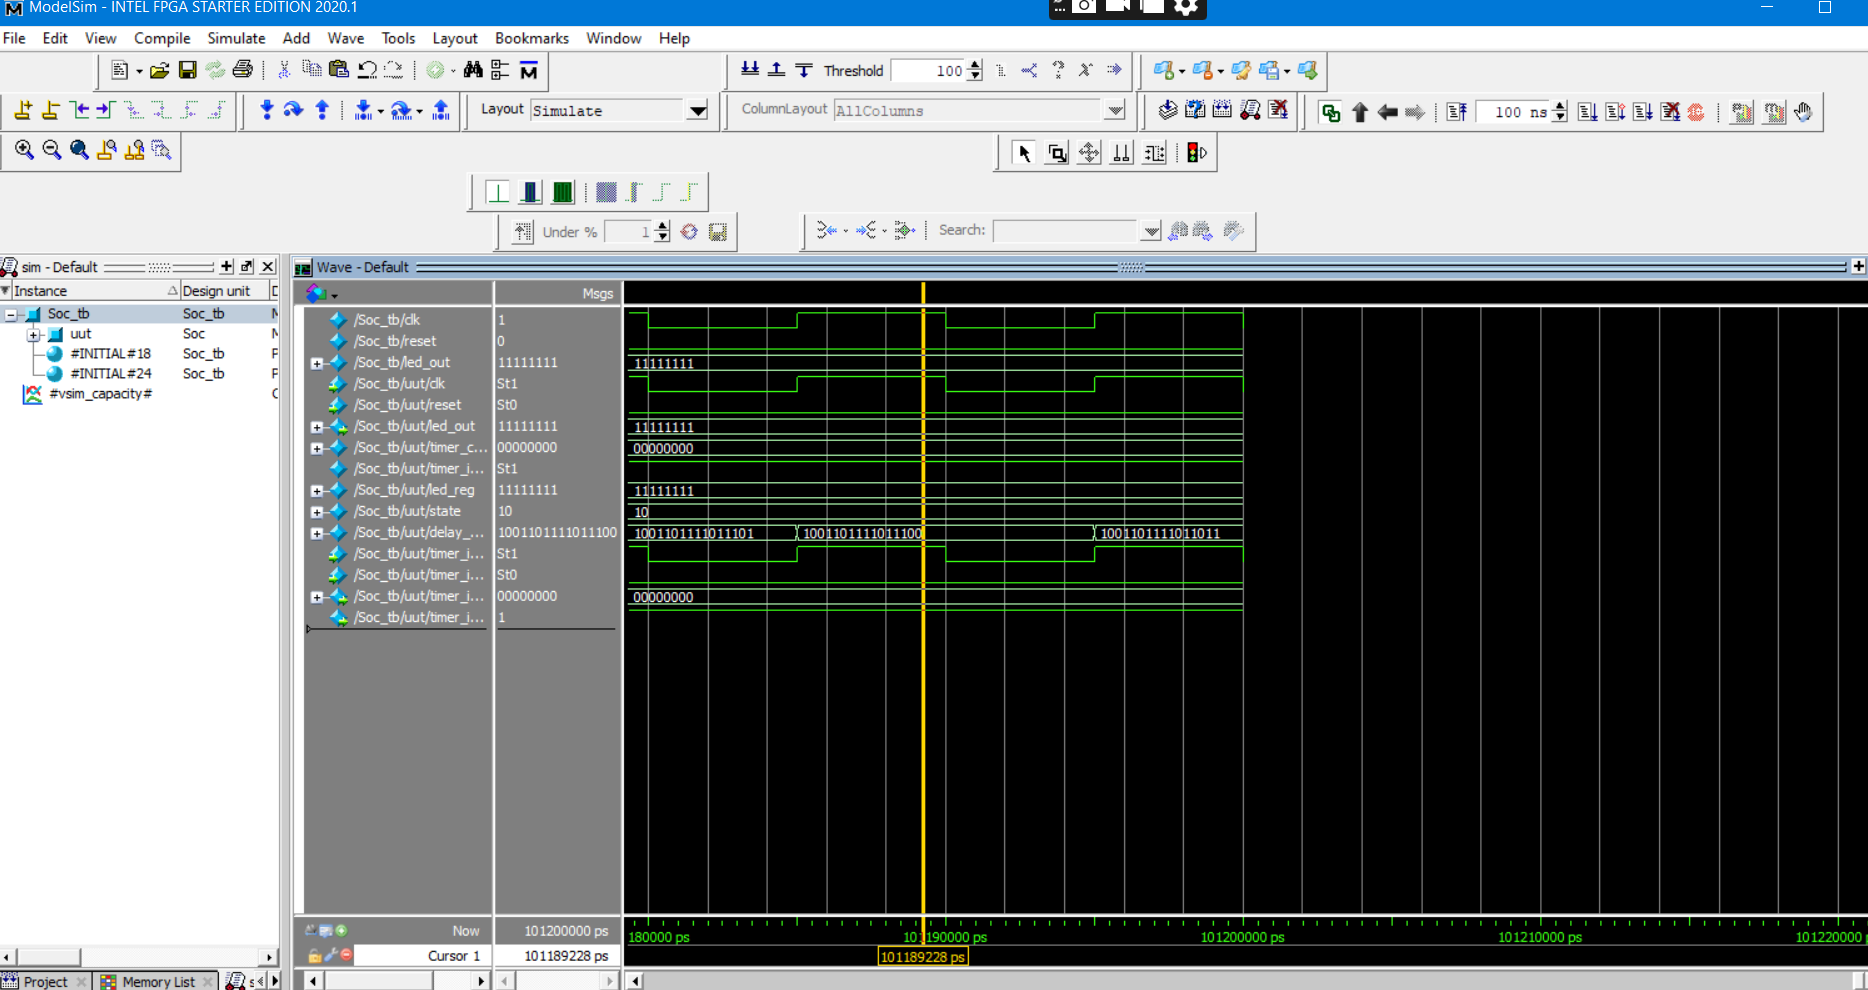 ModelSim - INTEL FPGA STARTER EDITION 2020.1
File Edit View Compile Simulate Add Wave Tools Layout Bookmarks Window Help
Threshold 100
Layout Simulate ColumnLayout AllColumns 100 ns
Under % 1 Search:
sim - Default
Wave - Default
Instance Design unit
Msgs
Soc_tb Soc_tb
uut Soc
#INITIAL#18 Soc_tb
#INITIAL#24 Soc_tb
#vsim_capacity#
/Soc_tb/clk 1
/Soc_tb/reset 0
/Soc_tb/led_out 11111111 11111111
/Soc_tb/uut/clk St1
/Soc_tb/uut/reset St0
/Soc_tb/uut/led_out 11111111 11111111
/Soc_tb/uut/timer_c... 00000000 00000000
/Soc_tb/uut/timer_i... St1
/Soc_tb/uut/led_reg 11111111 11111111
/Soc_tb/uut/state 10 10
/Soc_tb/uut/delay_... 1001101111011100 1001101111011101 1001101111011100 1001101111011011
/Soc_tb/uut/timer_i... St1
/Soc_tb/uut/timer_i... St0
/Soc_tb/uut/timer_i... 00000000 00000000
/Soc_tb/uut/timer_i... 1
Now 101200000 ps 180000 ps 101190000 ps 101200000 ps 101210000 ps 101220000
Cursor 1 101189228 ps 101189228 ps
Project Memory List